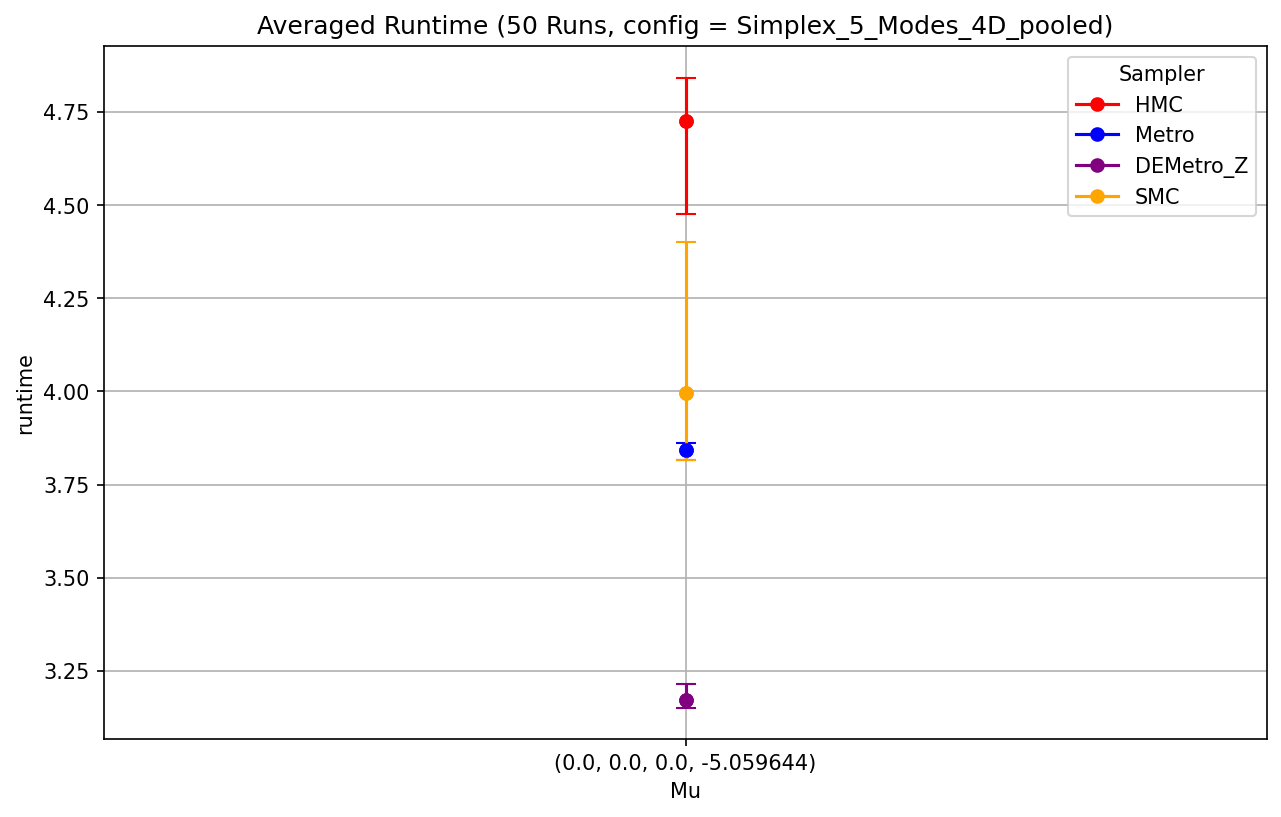 Averaged Runtime (50 Runs, config = Simplex_5_Modes_4D_pooled)
Sampler
HMC
Metro
DEMetro_Z
SMC
runtime
4.75
4.50
4.25
4.00
3.75
3.50
3.25
(0.0, 0.0, 0.0, -5.059644)
Mu